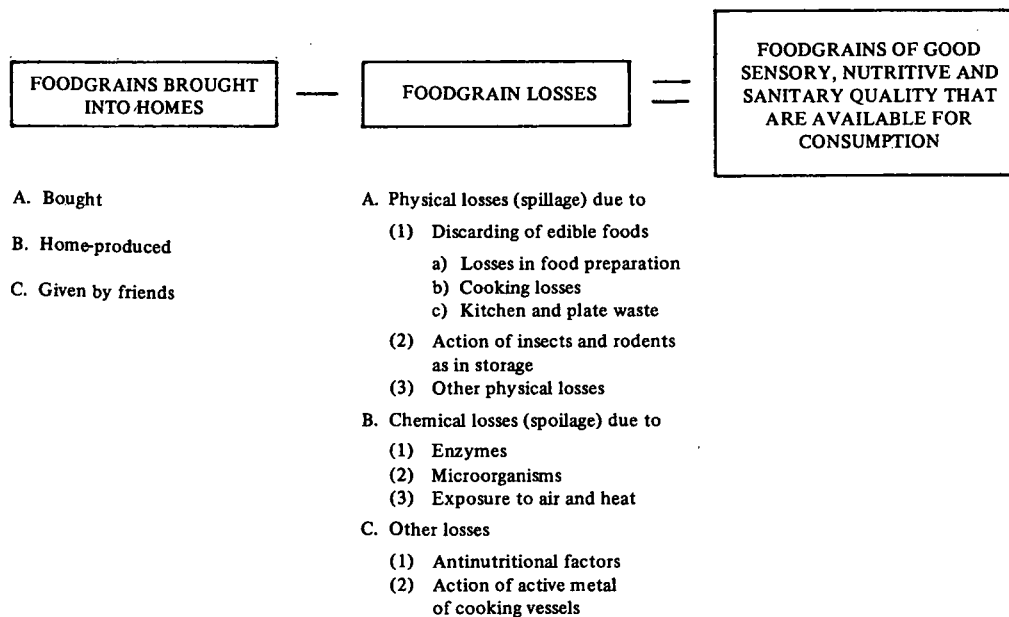 FOODGRAINS BROUGHT
INTO HOMES
FOODGRAIN LOSSES
FOODGRAINS OF GOOD
SENSORY, NUTRITIVE AND
SANITARY QUALITY THAT
ARE AVAILABLE FOR
CONSUMPTION
A. Bought
B. Home-produced
C. Given by friends
A. Physical losses (spillage) due to
(1) Discarding of edible foods
a) Losses in food preparation
b) Cooking losses
c) Kitchen and plate waste
(2) Action of insects and rodents
as in storage
(3) Other physical losses
B. Chemical losses (spoilage) due to
(1) Enzymes
(2) Microorganisms
(3) Exposure to air and heat
C. Other losses
(1) Antinutritional factors
(2) Action of active metal
of cooking vessels